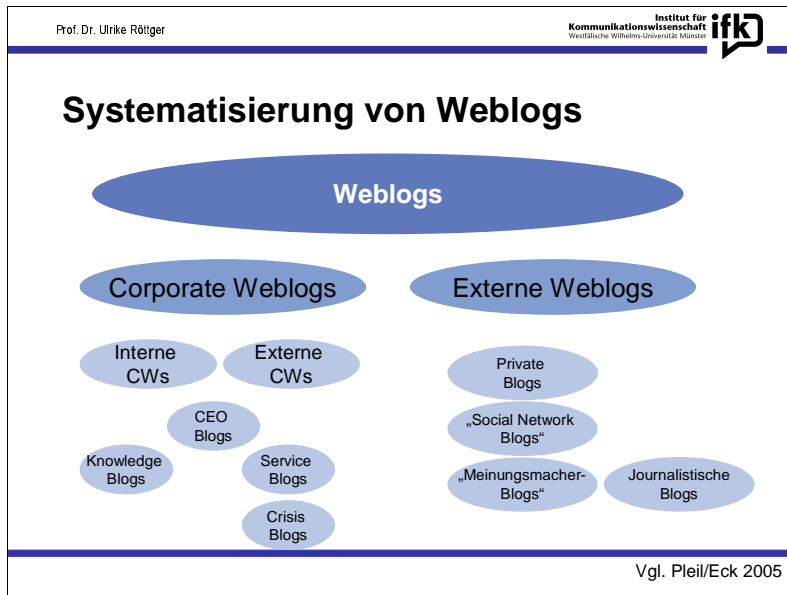 Prof. Dr. Ulrike Röttger
Institut für
Kommunikationswissenschaft
Westfälische Wilhelms-Universität Münster
ifk
Systematisierung von Weblogs
Weblogs
Corporate Weblogs
Externe Weblogs
Interne
CWs
Externe
CWs
Private
Blogs
CEO
Blogs
„Social Network
Blogs“
Knowledge
Blogs
Service
Blogs
„Meinungsmacher-
Blogs“
Journalistische
Blogs
Crisis
Blogs
Vgl. Pleil/Eck 2005